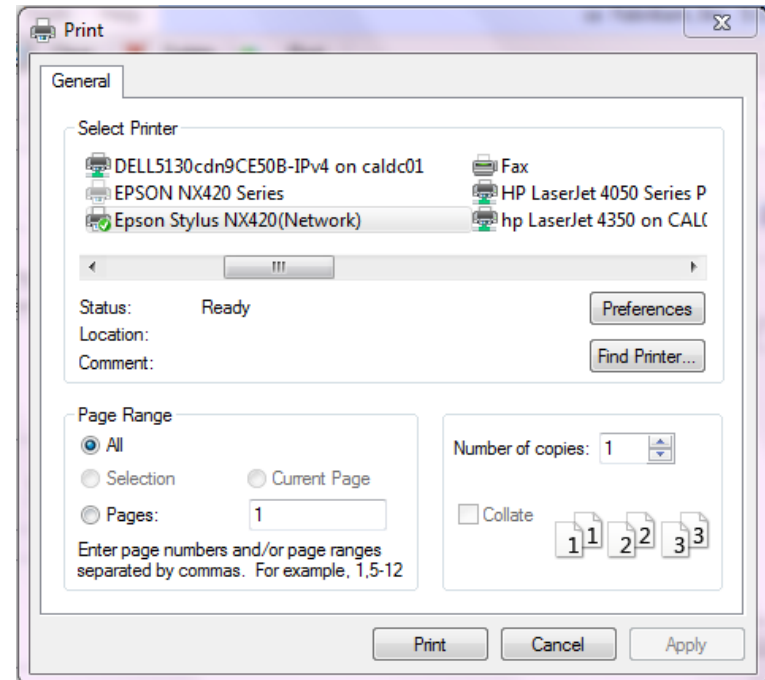 Print
General
Select Printer
DELL5130cdn9CE50B-IPv4 on caldc01
Fax
EPSON NX420 Series
HP LaserJet 4050 Series P
Epson Stylus NX420(Network)
hp LaserJet 4350 on CAL
Status: Ready
Preferences
Location:
Find Printer...
Comment:
Page Range
All
Number of copies: 1
Selection
Current Page
Pages: 1
Collate
1 1 2 2 3 3
Enter page numbers and/or page ranges
separated by commas. For example, 1,5-12
Print
Cancel
Apply